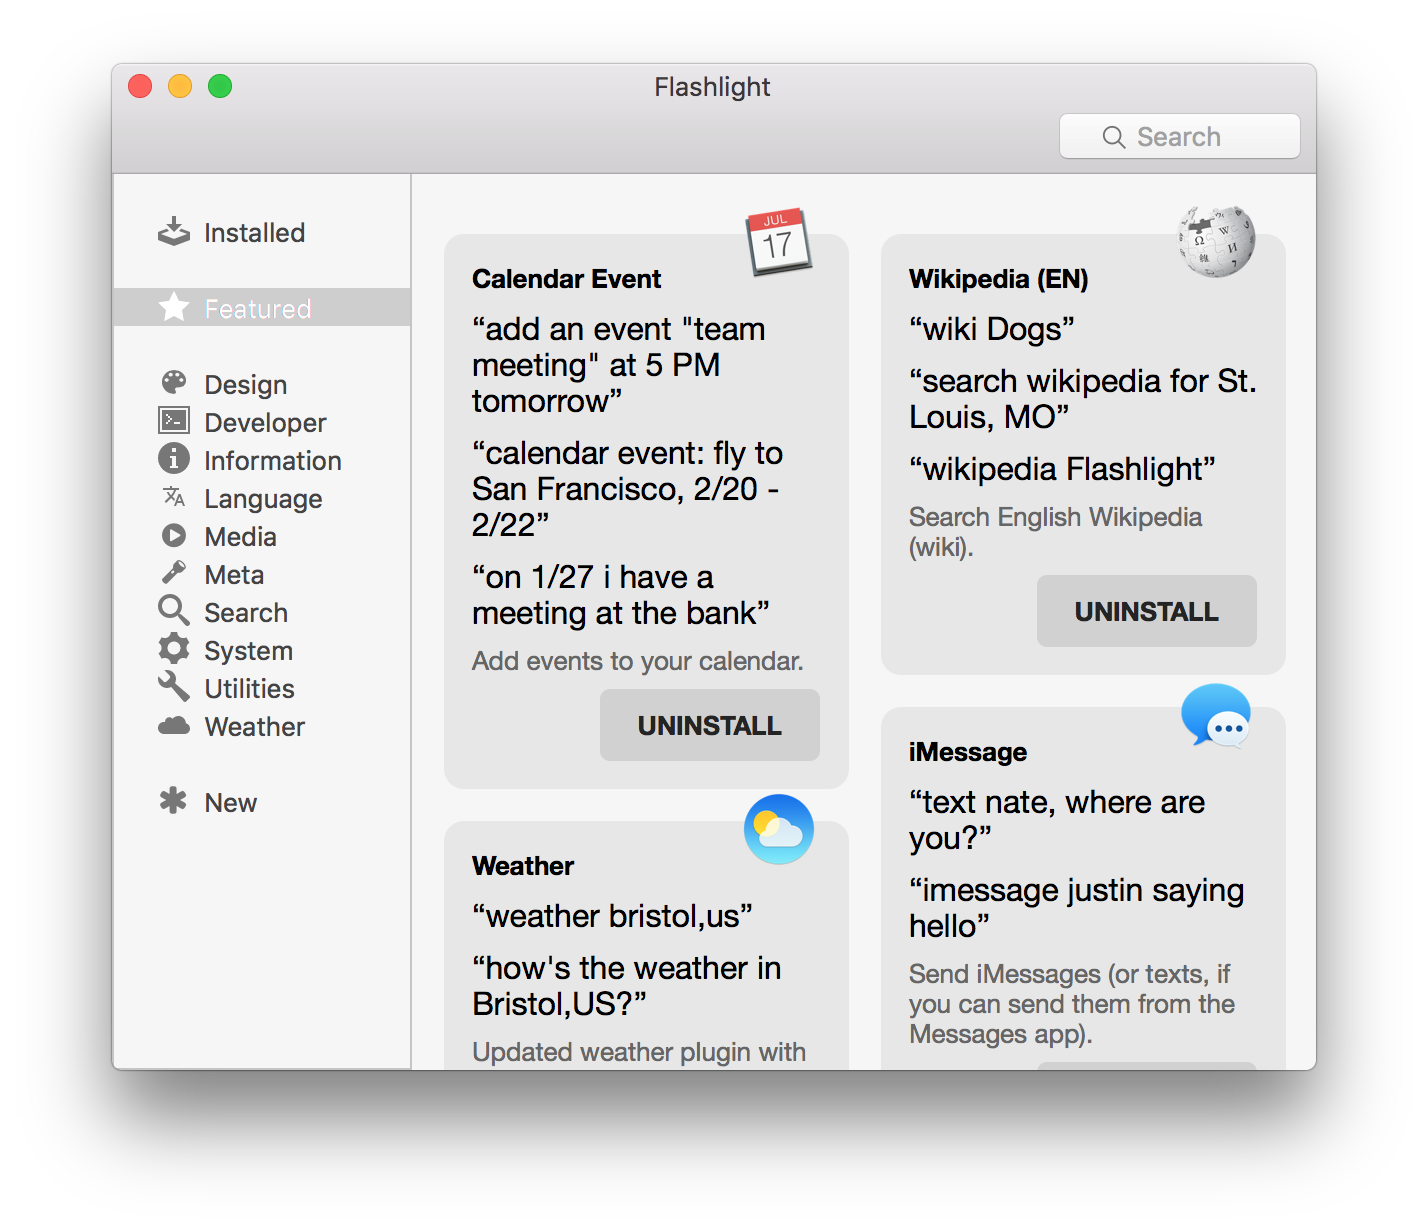 Flashlight
Search
Installed
Featured
Design
Developer
Information
Language
Media
Meta
Search
System
Utilities
Weather
New
JUL
17
Calendar Event
“add an event "team
meeting" at 5 PM
tomorrow”
“calendar event: fly to
San Francisco, 2/20 -
2/22”
“on 1/27 i have a
meeting at the bank”
Add events to your calendar.
UNINSTALL
Weather
“weather bristol,us”
“how's the weather in
Bristol,US?”
Updated weather plugin with
Wikipedia (EN)
“wiki Dogs”
“search wikipedia for St.
Louis, MO”
“wikipedia Flashlight”
Search English Wikipedia
(wiki).
UNINSTALL
iMessage
“text nate, where are
you?”
“imessage justin saying
hello”
Send iMessages (or texts, if
you can send them from the
Messages app).